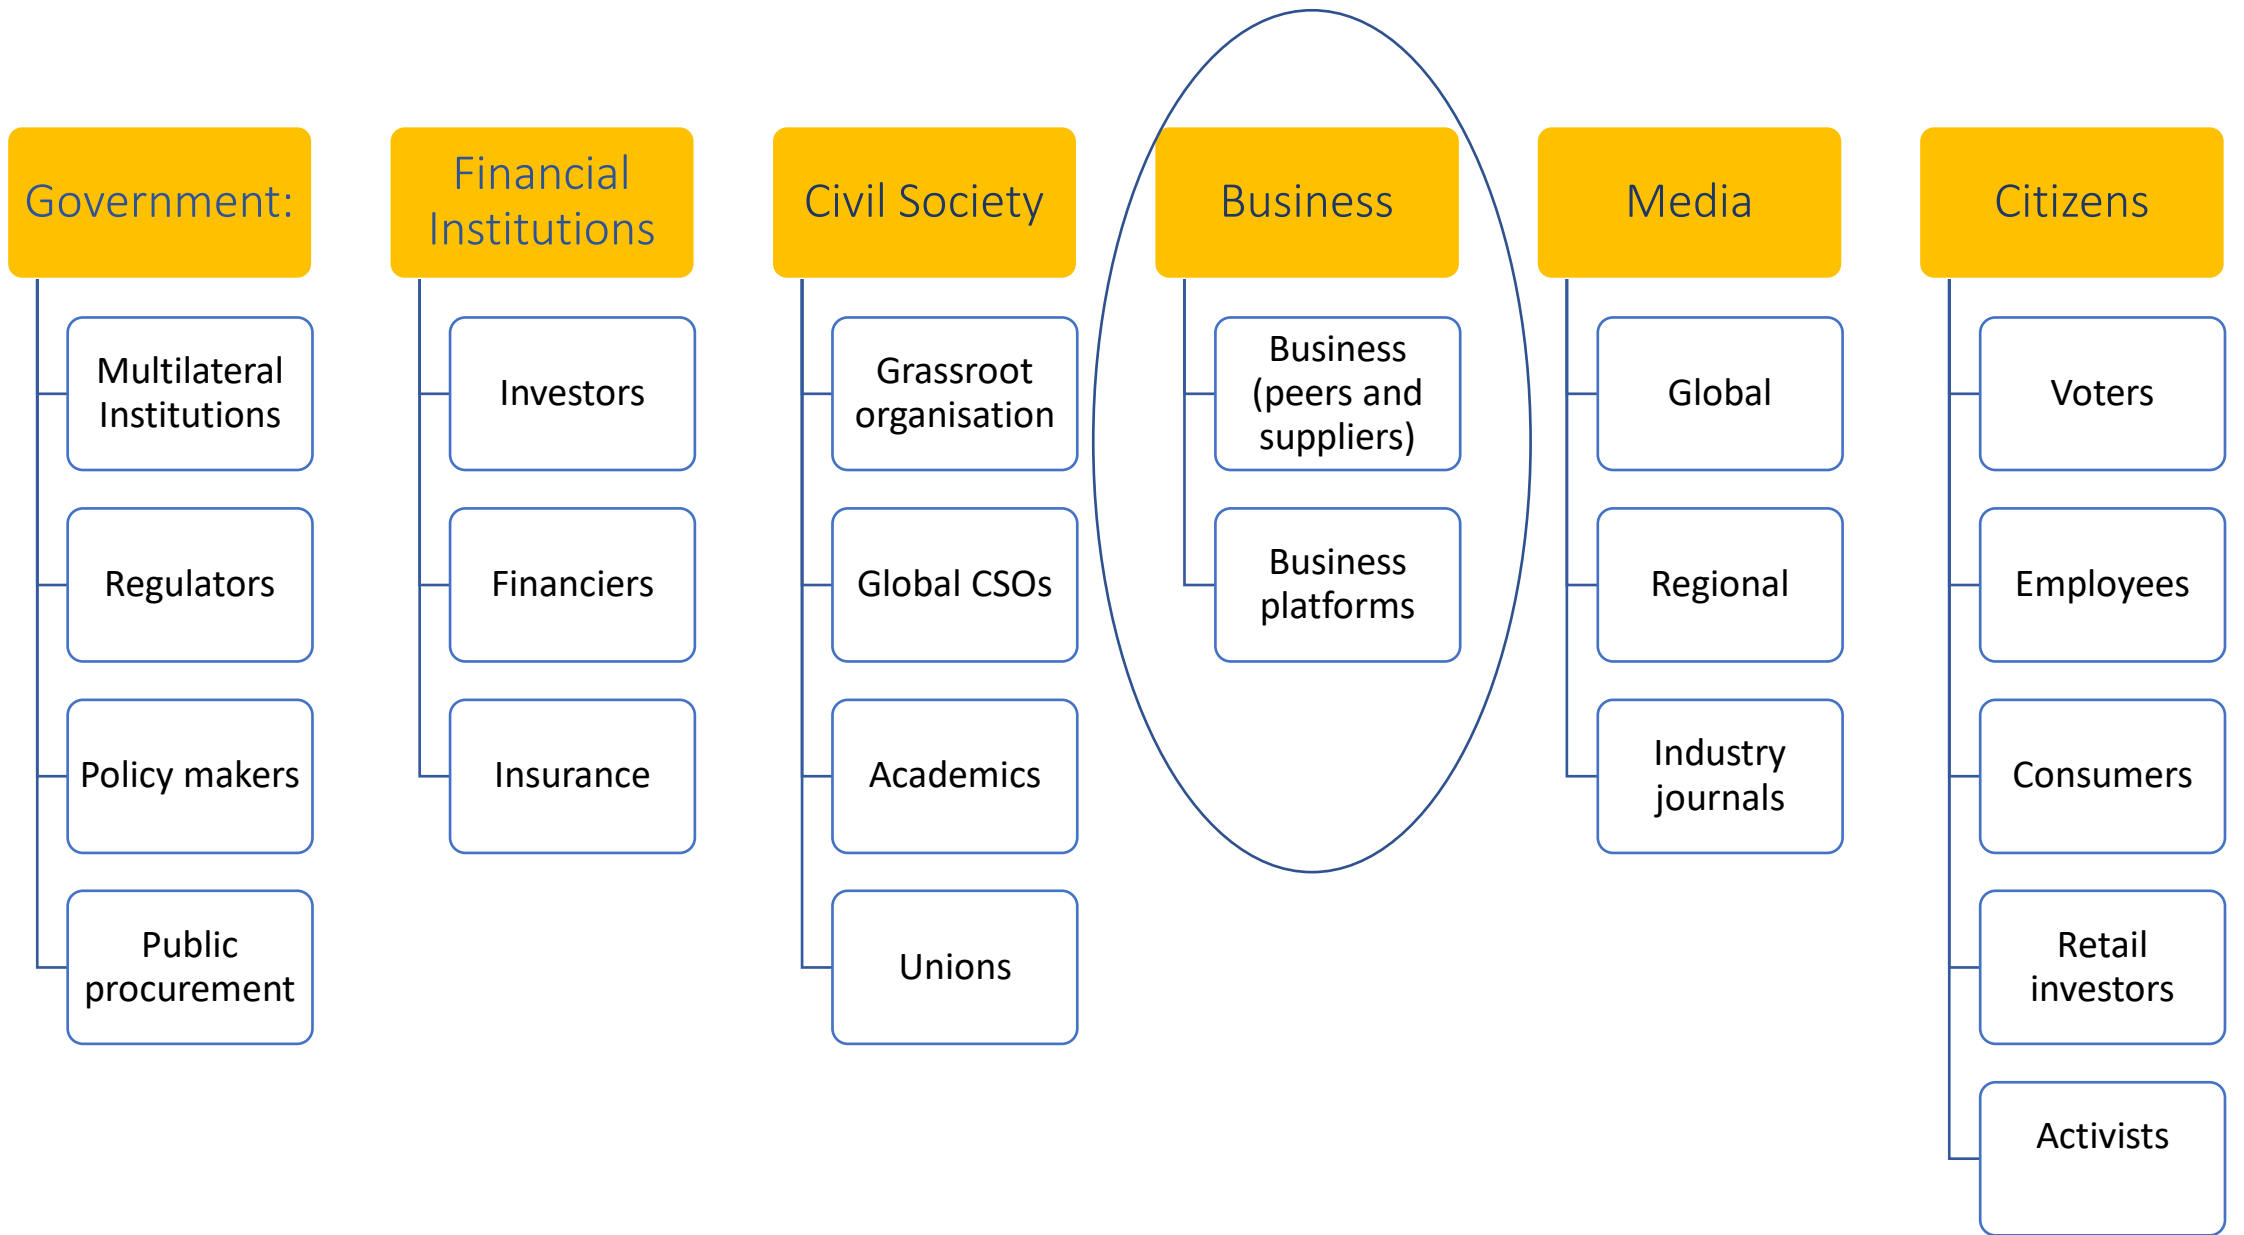 Government:
Multilateral
Institutions
Regulators
Policy makers
Public
procurement
Financial
Institutions
Investors
Financiers
Insurance
Civil Society
Grassroot
organisation
Global CSOs
Academics
Unions
Business
Business
(peers and
suppliers)
Business
platforms
Media
Global
Regional
Industry
journals
Citizens
Voters
Employees
Consumers
Retail
investors
Activists